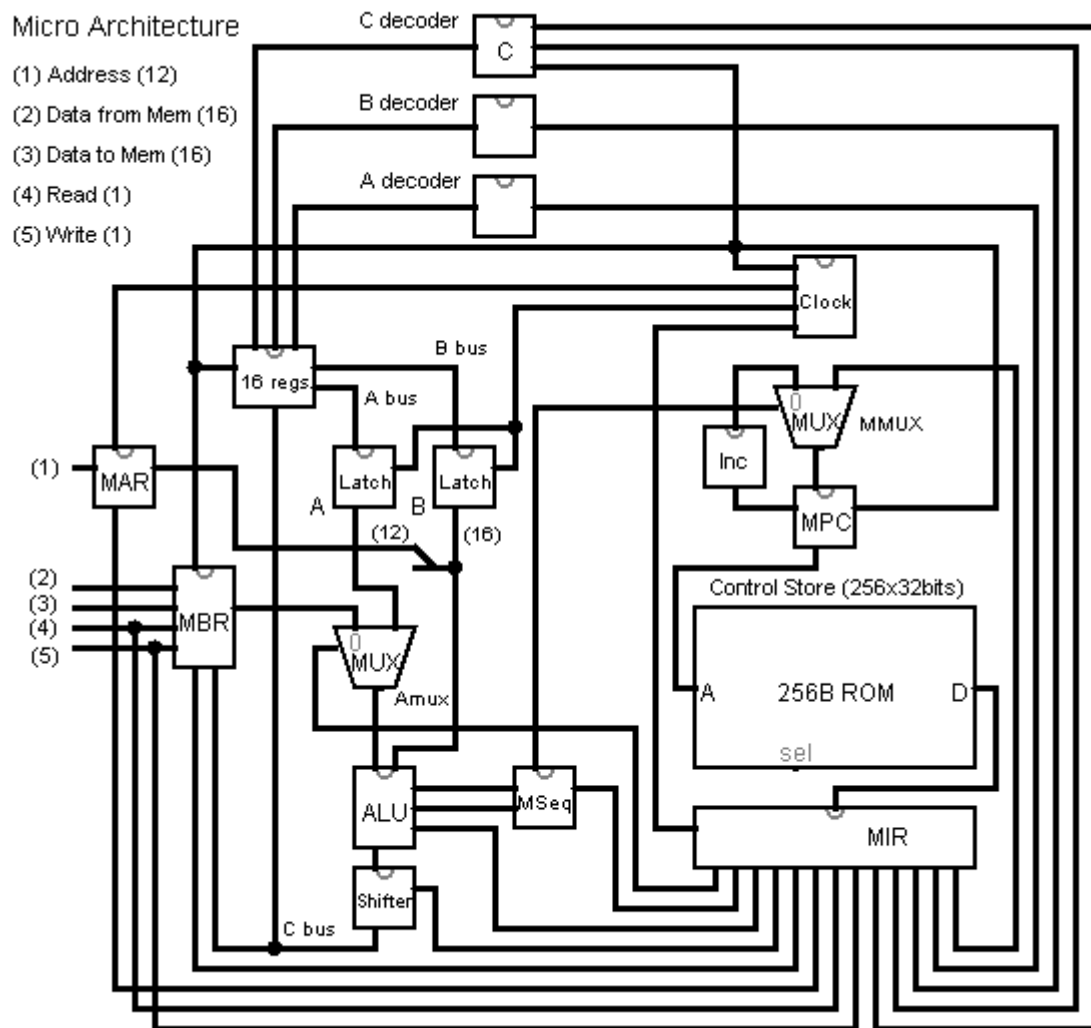 Micro Architecture
(1) Address (12)
(2) Data from Mem (16)
(3) Data to Mem (16)
(4) Read (1)
(5) Write (1)
C decoder
C
B decoder
A decoder
Clock
B bus
16 regs.
A bus
0
MUX
MMUX
Inc
(1)
MAR
Latch
Latch
A
B
(12)
(16)
MPC
(2)
(3)
(4)
(5)
MBR
0
MUX
Amux
Control Store (256x32bits)
A
256B ROM
D
sel
ALU
MSeq
MIR
Shifter
C bus